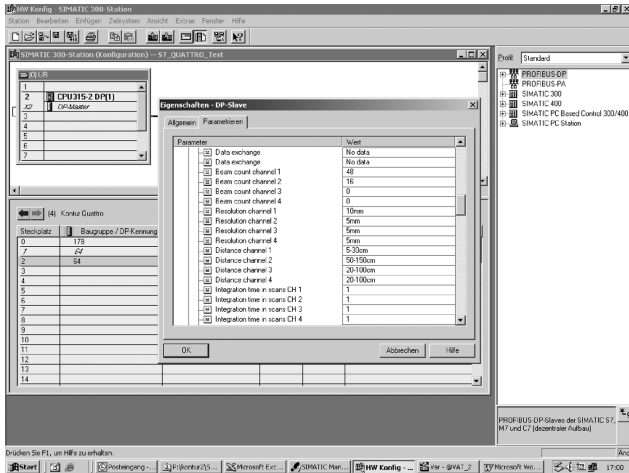 HW Konfig - SIMATIC 300-Station
Station Bearbeiten Einfügen Zielsystem Ansicht Extras Fenster Hilfe
SIMATIC 300-Station (Konfiguration) -- S7_QUATTRO_Test
(0) UR
1
2 CPU315-2 DP(1)
X2 DP-Master
3
4
5
6
7
Profil Standard
PROFIBUS-DP
PROFIBUS-PA
SIMATIC 300
SIMATIC 400
SIMATIC PC Based Control 300/400
SIMATIC PC Station
Eigenschaften - DP-Slave
Allgemein Parametrieren
Parameter Wert
Data exchange No data
Data exchange No data
Beam count channel 1 48
Beam count channel 2 16
Beam count channel 3 0
Beam count channel 4 0
Resolution channel 1 10mm
Resolution channel 2 5mm
Resolution channel 3 5mm
Resolution channel 4 5mm
Distance channel 1 5-30cm
Distance channel 2 50-150cm
Distance channel 3 20-100cm
Distance channel 4 20-100cm
Integration time in scans CH 1 1
Integration time in scans CH 2 1
Integration time in scans CH 3 1
Integration time in scans CH 4 1
OK Abbrechen Hilfe
(4) Kontur Quattro
Steckplatz Baugruppe / DP-Kennung
0 178
1 64
2 64
3
4
5
6
7
8
9
10
11
12
13
14
PROFIBUS-DP-Slaves der SIMATIC S7,
M7 und C7 (dezentraler Aufbau)
Drücken Sie F1, um Hilfe zu erhalten.
Start Posteingang -... Microsoft Exc... SIMATIC Man... HW Konfig - ... Var - @VAT_2 Microsoft Wo... 17:00